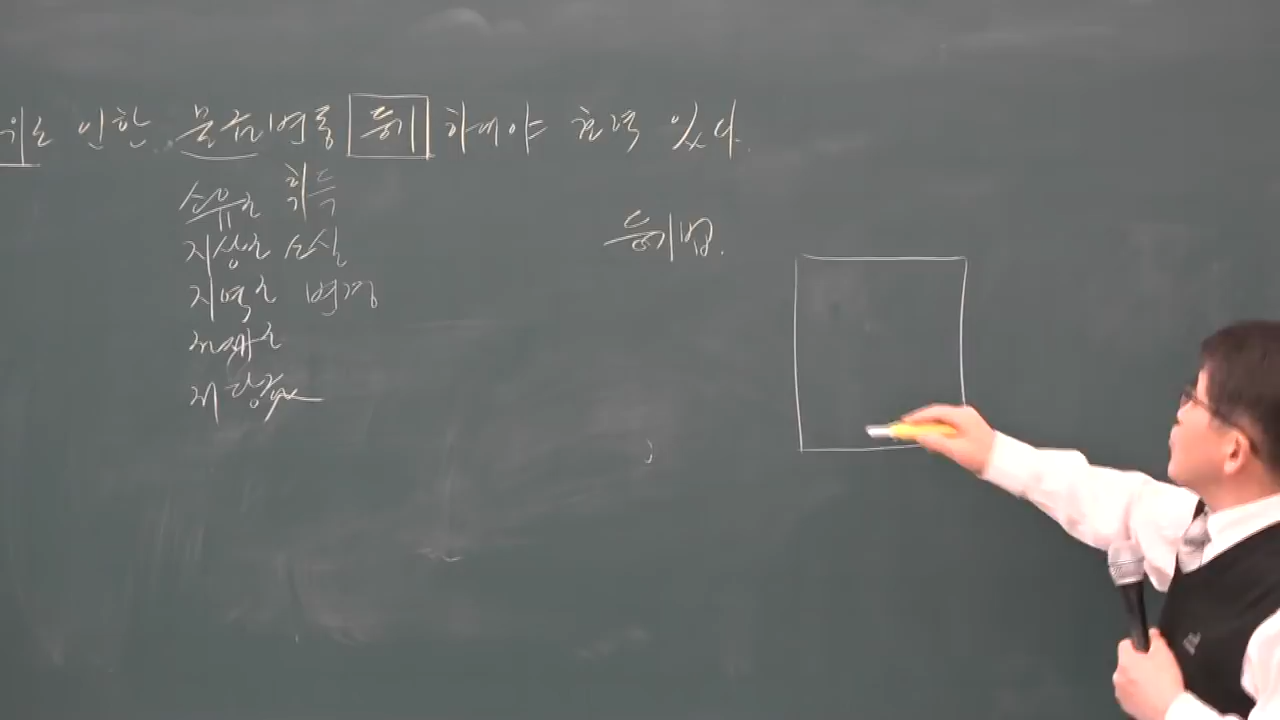 위로 인한 물권변동 등기 하여야 효력 있다.
소유권 취득
지상권 소실
지역권 변경
전세권
저당권
등기법.